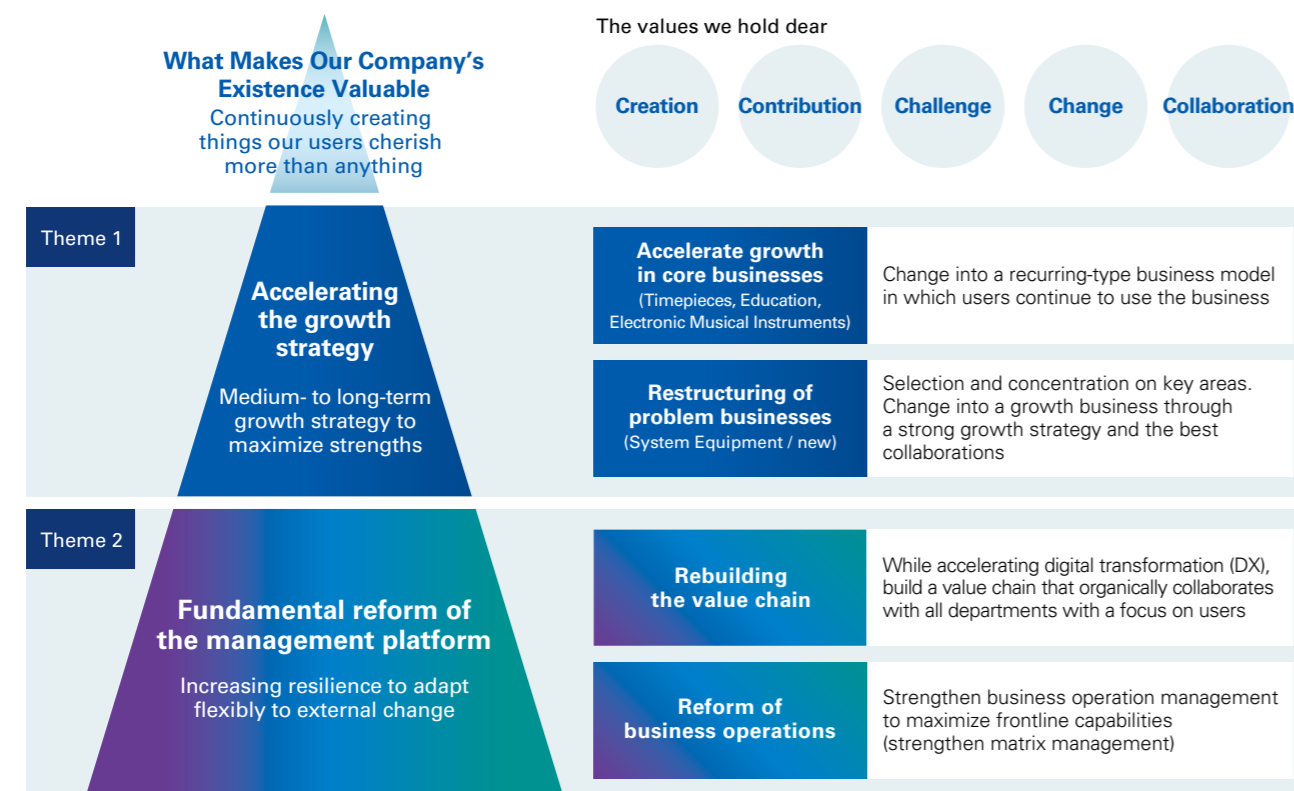 What Makes Our Company's
Existence Valuable
Continuously creating
things our users cherish
more than anything
The values we hold dear
Creation
Contribution
Challenge
Change
Collaboration
Theme 1
Accelerating
the growth
strategy
Medium- to long-term
growth strategy to
maximize strengths
Accelerate growth
in core businesses
(Timepieces, Education,
Electronic Musical Instruments)
Change into a recurring-type business model
in which users continue to use the business
Restructuring of
problem businesses
(System Equipment / new)
Selection and concentration on key areas.
Change into a growth business through
a strong growth strategy and the best
collaborations
Theme 2
Fundamental reform of
the management platform
Increasing resilience to adapt
flexibly to external change
Rebuilding
the value chain
While accelerating digital transformation (DX),
build a value chain that organically collaborates
with all departments with a focus on users
Reform of
business operations
Strengthen business operation management
to maximize frontline capabilities
(strengthen matrix management)